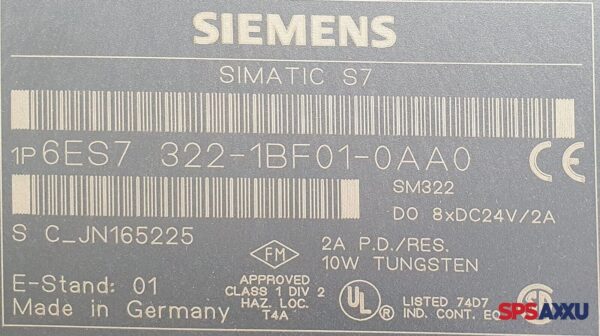 SIEMENS
SIMATIC S7
1P 6ES7 322-1BF01-0AA0
CE
SM322
DO 8xDC24V/2A
S C_JN165225
FM
2A P.D./RES.
10W TUNGSTEN
APPROVED
CLASS 1 DIV 2
HAZ. LOC.
T4A
E-Stand: 01
Made in Germany
UL
LISTED 74D7
IND. CONT. EQ
SPSAXXU